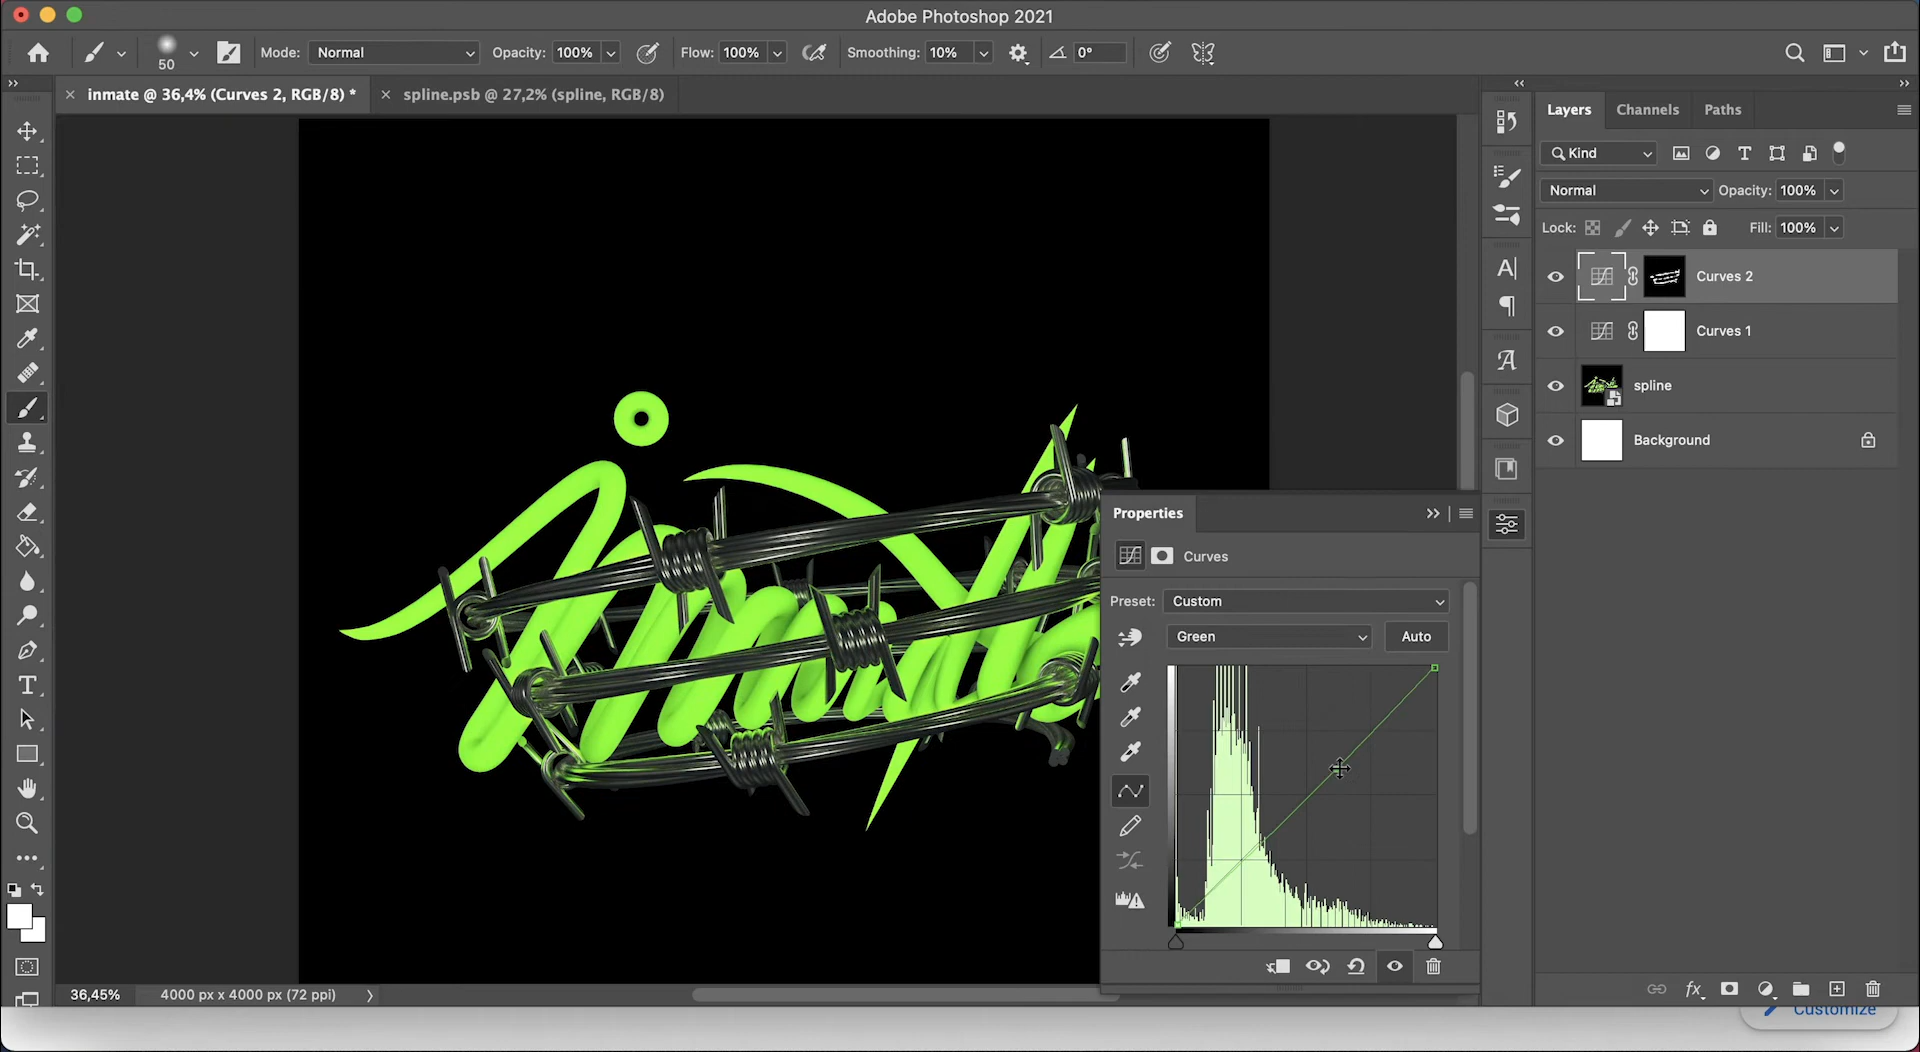 Adobe Photoshop 2021
50
Mode: Normal Opacity: 100% Flow: 100% Smoothing: 10% 0°
inmate @ 36,4% (Curves 2, RGB/8) * spline.psb @ 27,2% (spline, RGB/8)
Layers Channels Paths
Kind
Normal Opacity: 100%
Lock: Fill: 100%
Curves 2
Curves 1
spline
Background
Properties
Curves
Preset: Custom
Green Auto
36,45% 4000 px x 4000 px (72 ppi)
Customize